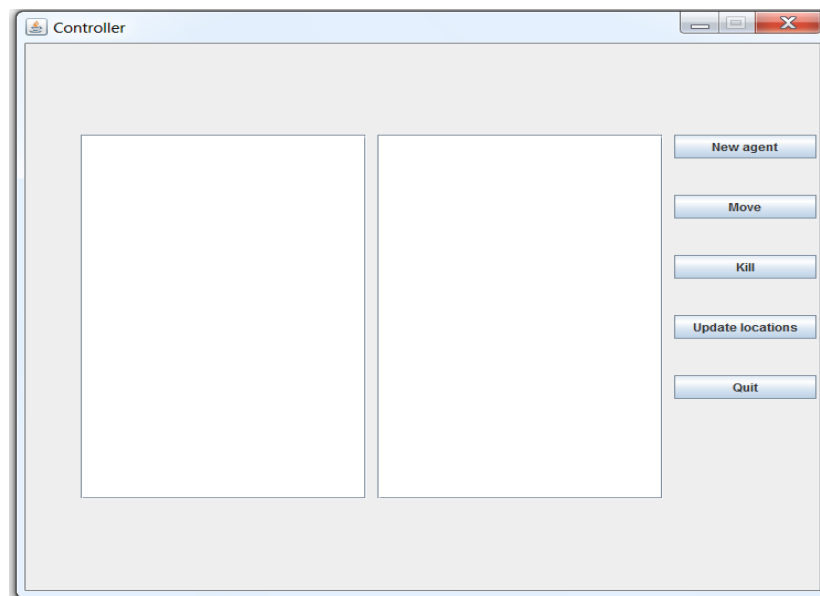 Controller
New agent
Move
Kill
Update locations
Quit